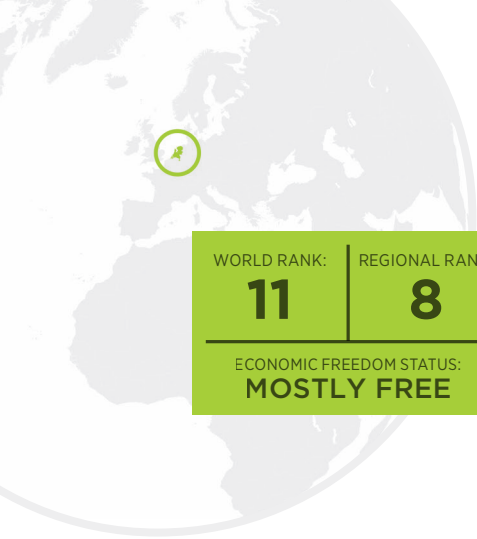 WORLD RANK:
11
REGIONAL RAN
8
ECONOMIC FREEDOM STATUS:
MOSTLY FREE